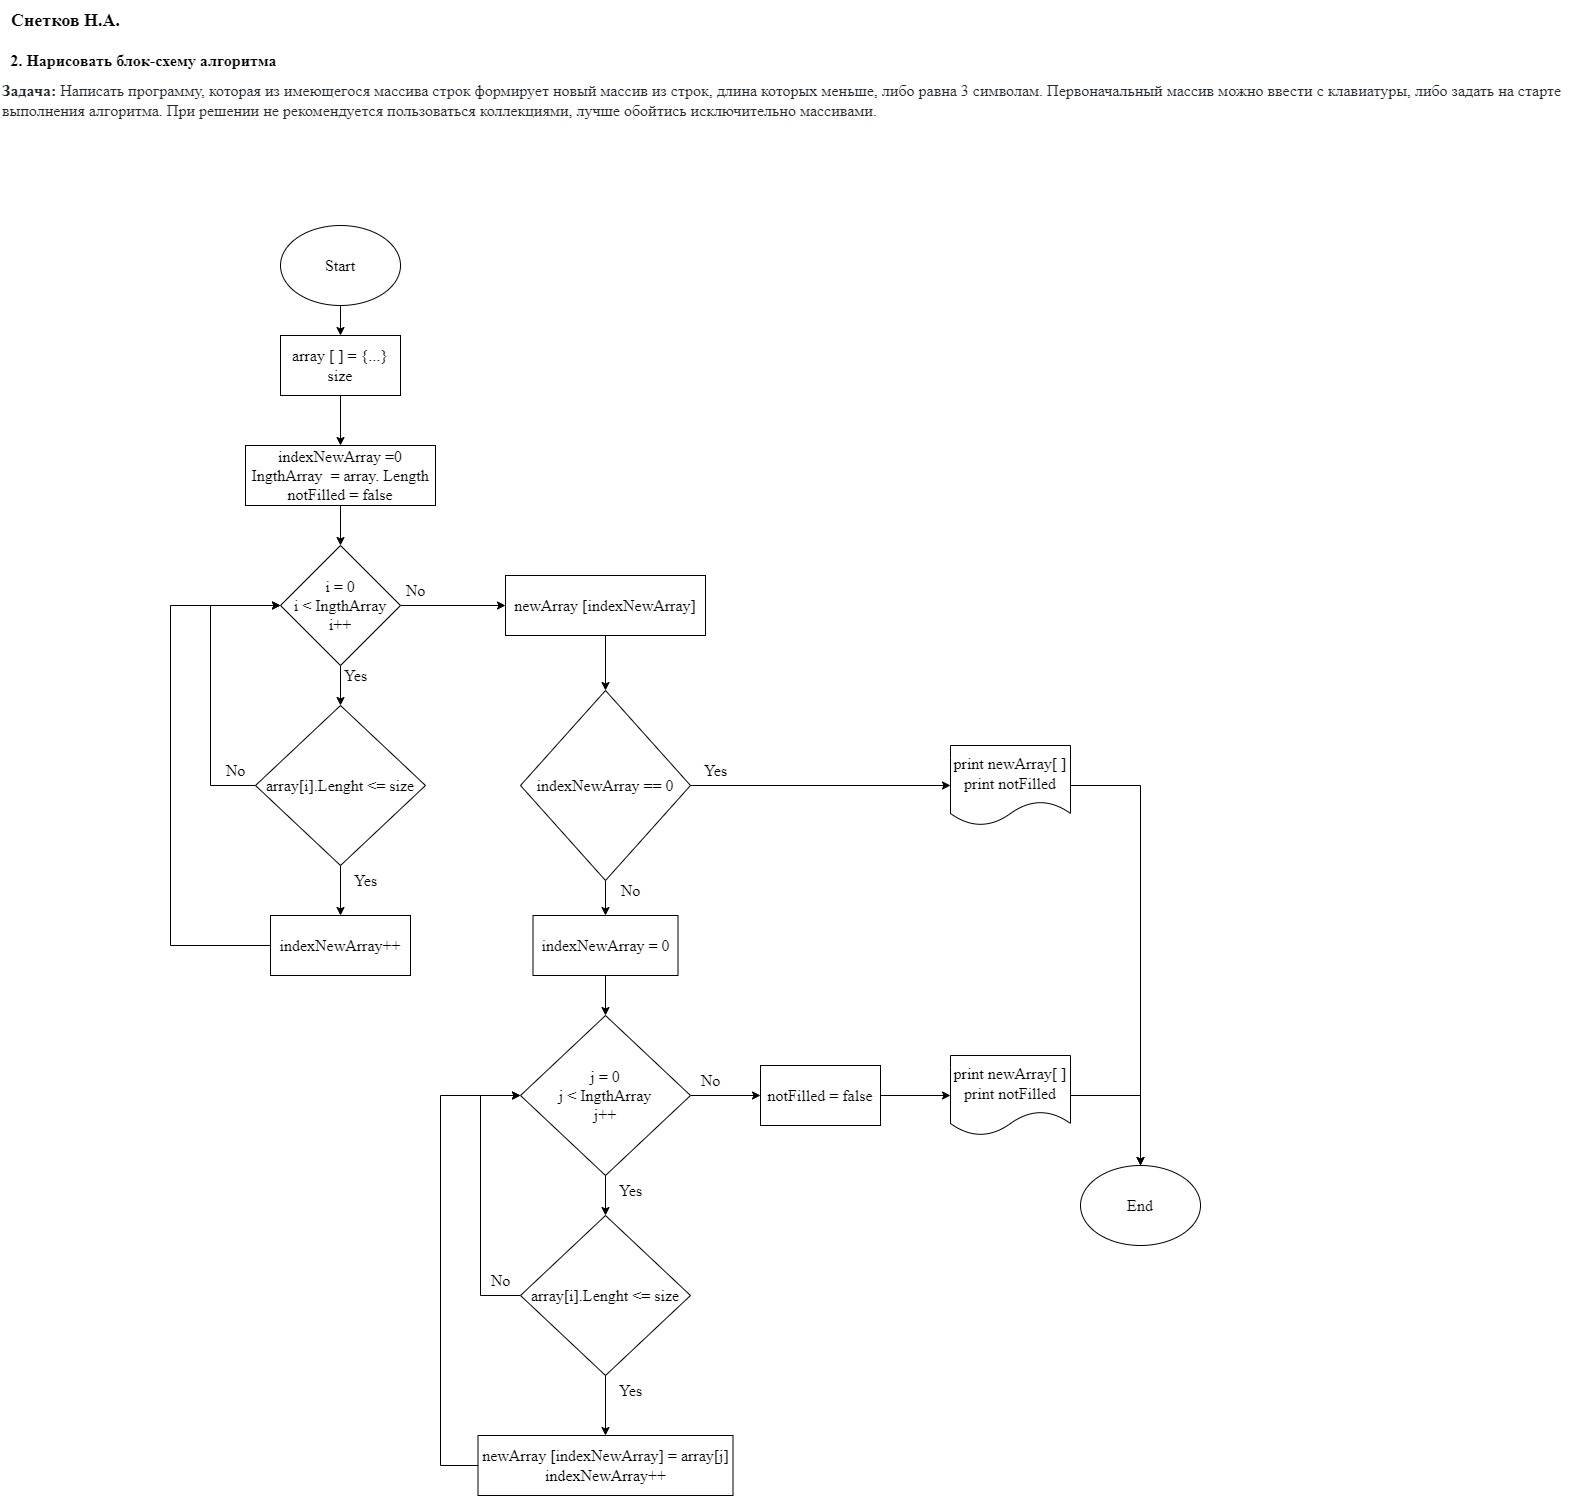 Снетков Н.А.
2. Нарисовать блок-схему алгоритма
Задача: Написать программу, которая из имеющегося массива строк формирует новый массив из строк, длина которых меньше, либо равна 3 символам. Первоначальный массив можно ввести с клавиатуры, либо задать на старте
выполнения алгоритма. При решении не рекомендуется пользоваться коллекциями, лучше обойтись исключительно массивами.
Start
array [ ] = {...}
size
indexNewArray =0
IngthArray = array. Length
notFilled = false
i = 0
i < IngthArray
i++
No
newArray [indexNewArray]
Yes
array[i].Lenght <= size
No
Yes
indexNewArray++
indexNewArray == 0
Yes
print newArray[ ]
print notFilled
No
indexNewArray = 0
j = 0
j < IngthArray
j++
No
notFilled = false
print newArray[ ]
print notFilled
End
Yes
array[i].Lenght <= size
No
Yes
newArray [indexNewArray] = array[j]
indexNewArray++